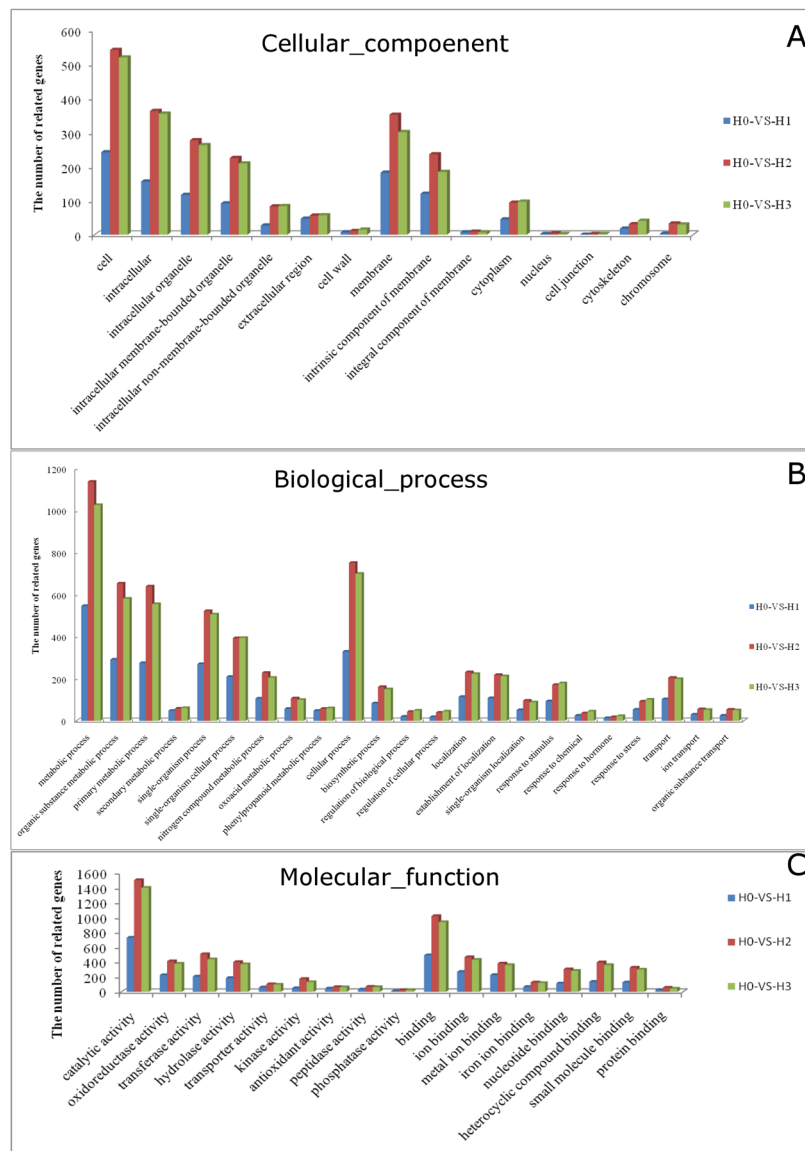 Cellular_compoenent
A
The number of related genes
600
500
400
300
200
100
0
H0-VS-H1
H0-VS-H2
H0-VS-H3
cell
intracellular
intracellular organelle
intracellular membrane-bounded organelle
intracellular non-membrane-bounded organelle
extracellular region
cell wall
membrane
intrinsic component of membrane
integral component of membrane
cytoplasm
nucleus
cell junction
cytoskeleton
chromosome
Biological_process
B
The number of related genes
1200
1000
800
600
400
200
0
H0-VS-H1
H0-VS-H2
H0-VS-H3
metabolic process
organic substance metabolic process
primary metabolic process
secondary metabolic process
single-organism process
single-organism cellular process
nitrogen compound metabolic process
oxoacid metabolic process
phenylpropanoid metabolic process
cellular process
biosynthetic process
regulation of biological process
regulation of cellular process
localization
establishment of localization
single-organism localization
response to stimulus
response to chemical
response to hormone
response to stress
transport
ion transport
organic substance transport
Molecular_function
C
The number of related genes
1600
1400
1200
1000
800
600
400
200
0
H0-VS-H1
H0-VS-H2
H0-VS-H3
catalytic activity
oxidoreductase activity
transferase activity
hydrolase activity
transporter activity
kinase activity
antioxidant activity
peptidase activity
phosphatase activity
binding
ion binding
metal ion binding
iron ion binding
nucleotide binding
heterocyclic compound binding
small molecule binding
protein binding